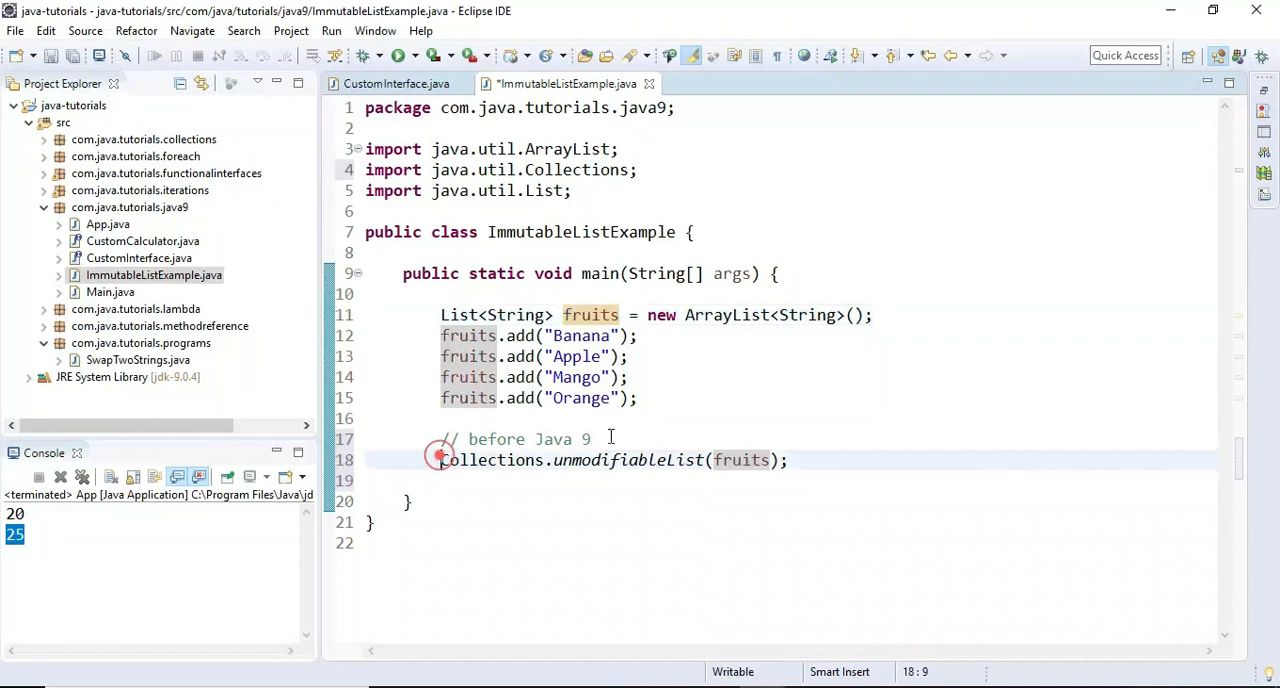 java-tutorials - java-tutorials/src/com/java/tutorials/java9/ImmutableListExample.java - Eclipse IDE
File Edit Source Refactor Navigate Search Project Run Window Help
Quick Access
Project Explorer
java-tutorials
src
com.java.tutorials.collections
com.java.tutorials.foreach
com.java.tutorials.functionalinterfaces
com.java.tutorials.iterations
com.java.tutorials.java9
App.java
CustomCalculator.java
CustomInterface.java
ImmutableListExample.java
Main.java
com.java.tutorials.lambda
com.java.tutorials.methodreference
com.java.tutorials.programs
SwapTwoStrings.java
JRE System Library [jdk-9.0.4]
Console
<terminated> App [Java Application] C:\Program Files\Java\jd
20
25
CustomInterface.java *ImmutableListExample.java
1 package com.java.tutorials.java9;
2
3 import java.util.ArrayList;
4 import java.util.Collections;
5 import java.util.List;
6
7 public class ImmutableListExample {
8
9 public static void main(String[] args) {
10
11 List<String> fruits = new ArrayList<String>();
12 fruits.add("Banana");
13 fruits.add("Apple");
14 fruits.add("Mango");
15 fruits.add("Orange");
16
17 // before Java 9
18 Collections.unmodifiableList(fruits);
19
20 }
21 }
22
Writable Smart Insert 18 : 9